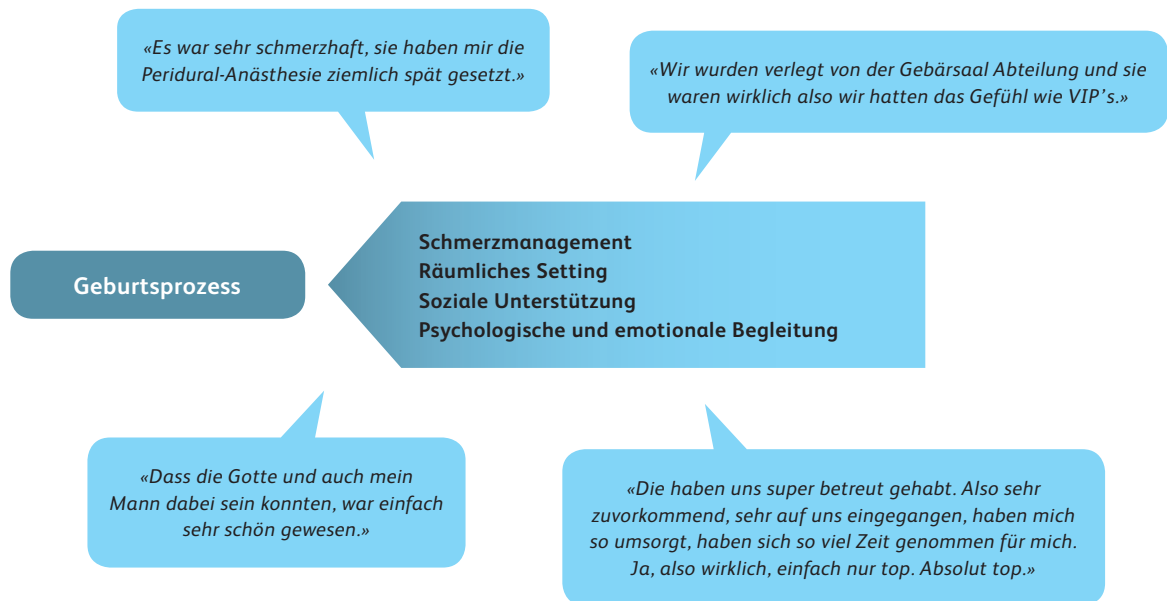 «Es war sehr schmerzhaft, sie haben mir die
Peridural-Anästhesie ziemlich spät gesetzt.»
«Wir wurden verlegt von der Gebärsaal Abteilung und sie
waren wirklich also wir hatten das Gefühl wie VIP’s.»
Geburtsprozess
Schmerzmanagement
Räumliches Setting
Soziale Unterstützung
Psychologische und emotionale Begleitung
«Dass die Gotte und auch mein
Mann dabei sein konnten, war einfach
sehr schön gewesen.»
«Die haben uns super betreut gehabt. Also sehr
zuvorkommend, sehr auf uns eingegangen, haben mich
so umsorgt, haben sich so viel Zeit genommen für mich.
Ja, also wirklich, einfach nur top. Absolut top.»